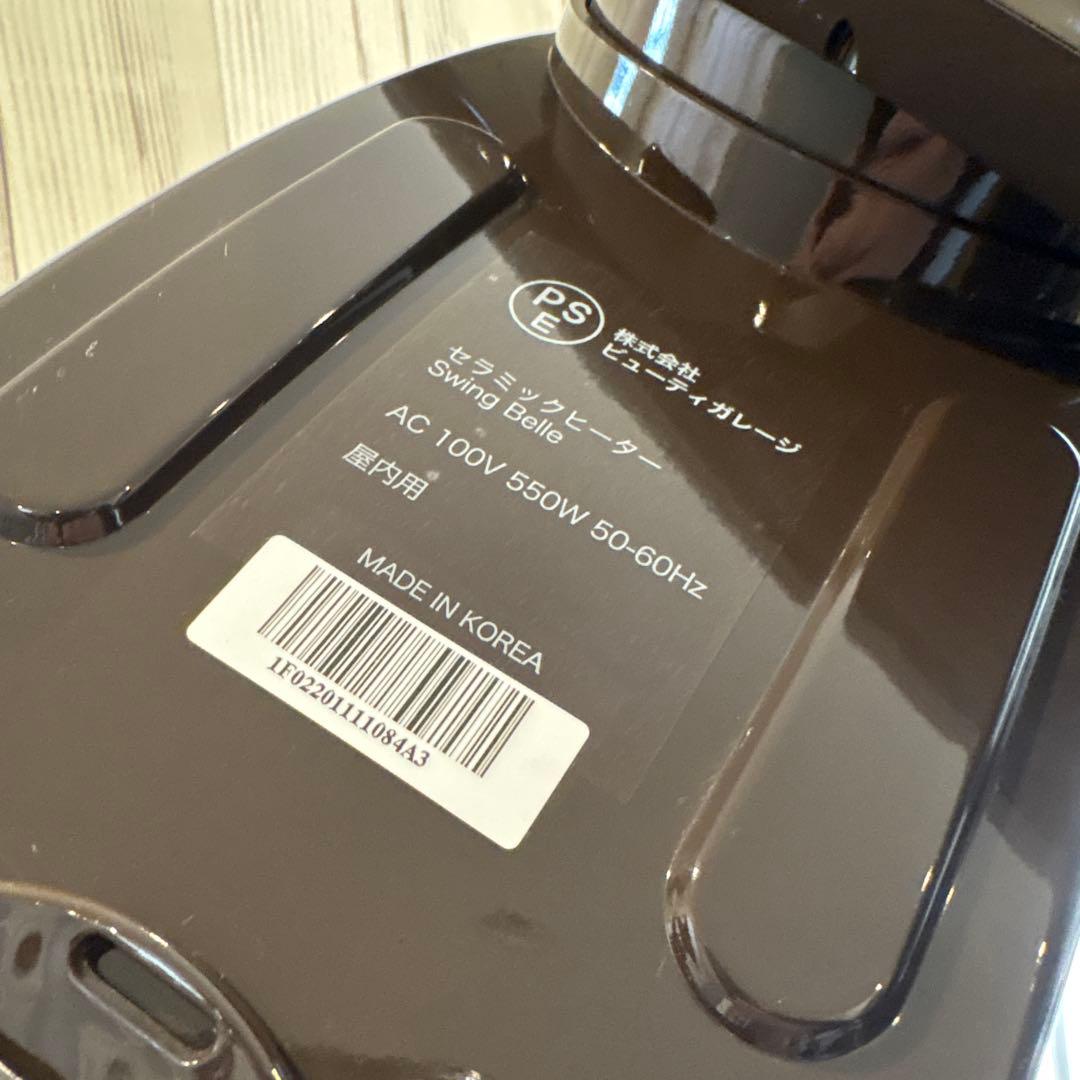 PS
E
株式会社
ビューティガレージ
セラミックヒーター
Swing Belle
AC 100V 550W 50-60Hz
屋内用
MADE IN KOREA
1F02201111084A3